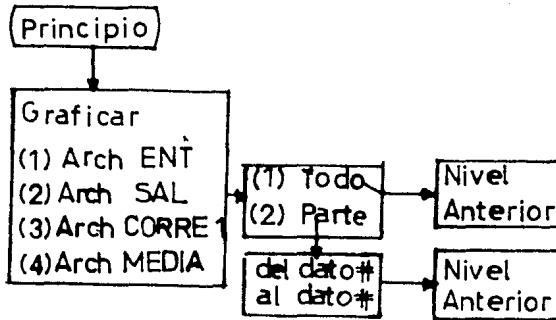 Principio
Graficar
(1) Arch ENT
(2) Arch SAL
(3) Arch CORRE 1
(4) Arch MEDIA
(1) Todo
(2) Parte
Nivel
Anterior
del dato#
al dato#
Nivel
Anterior